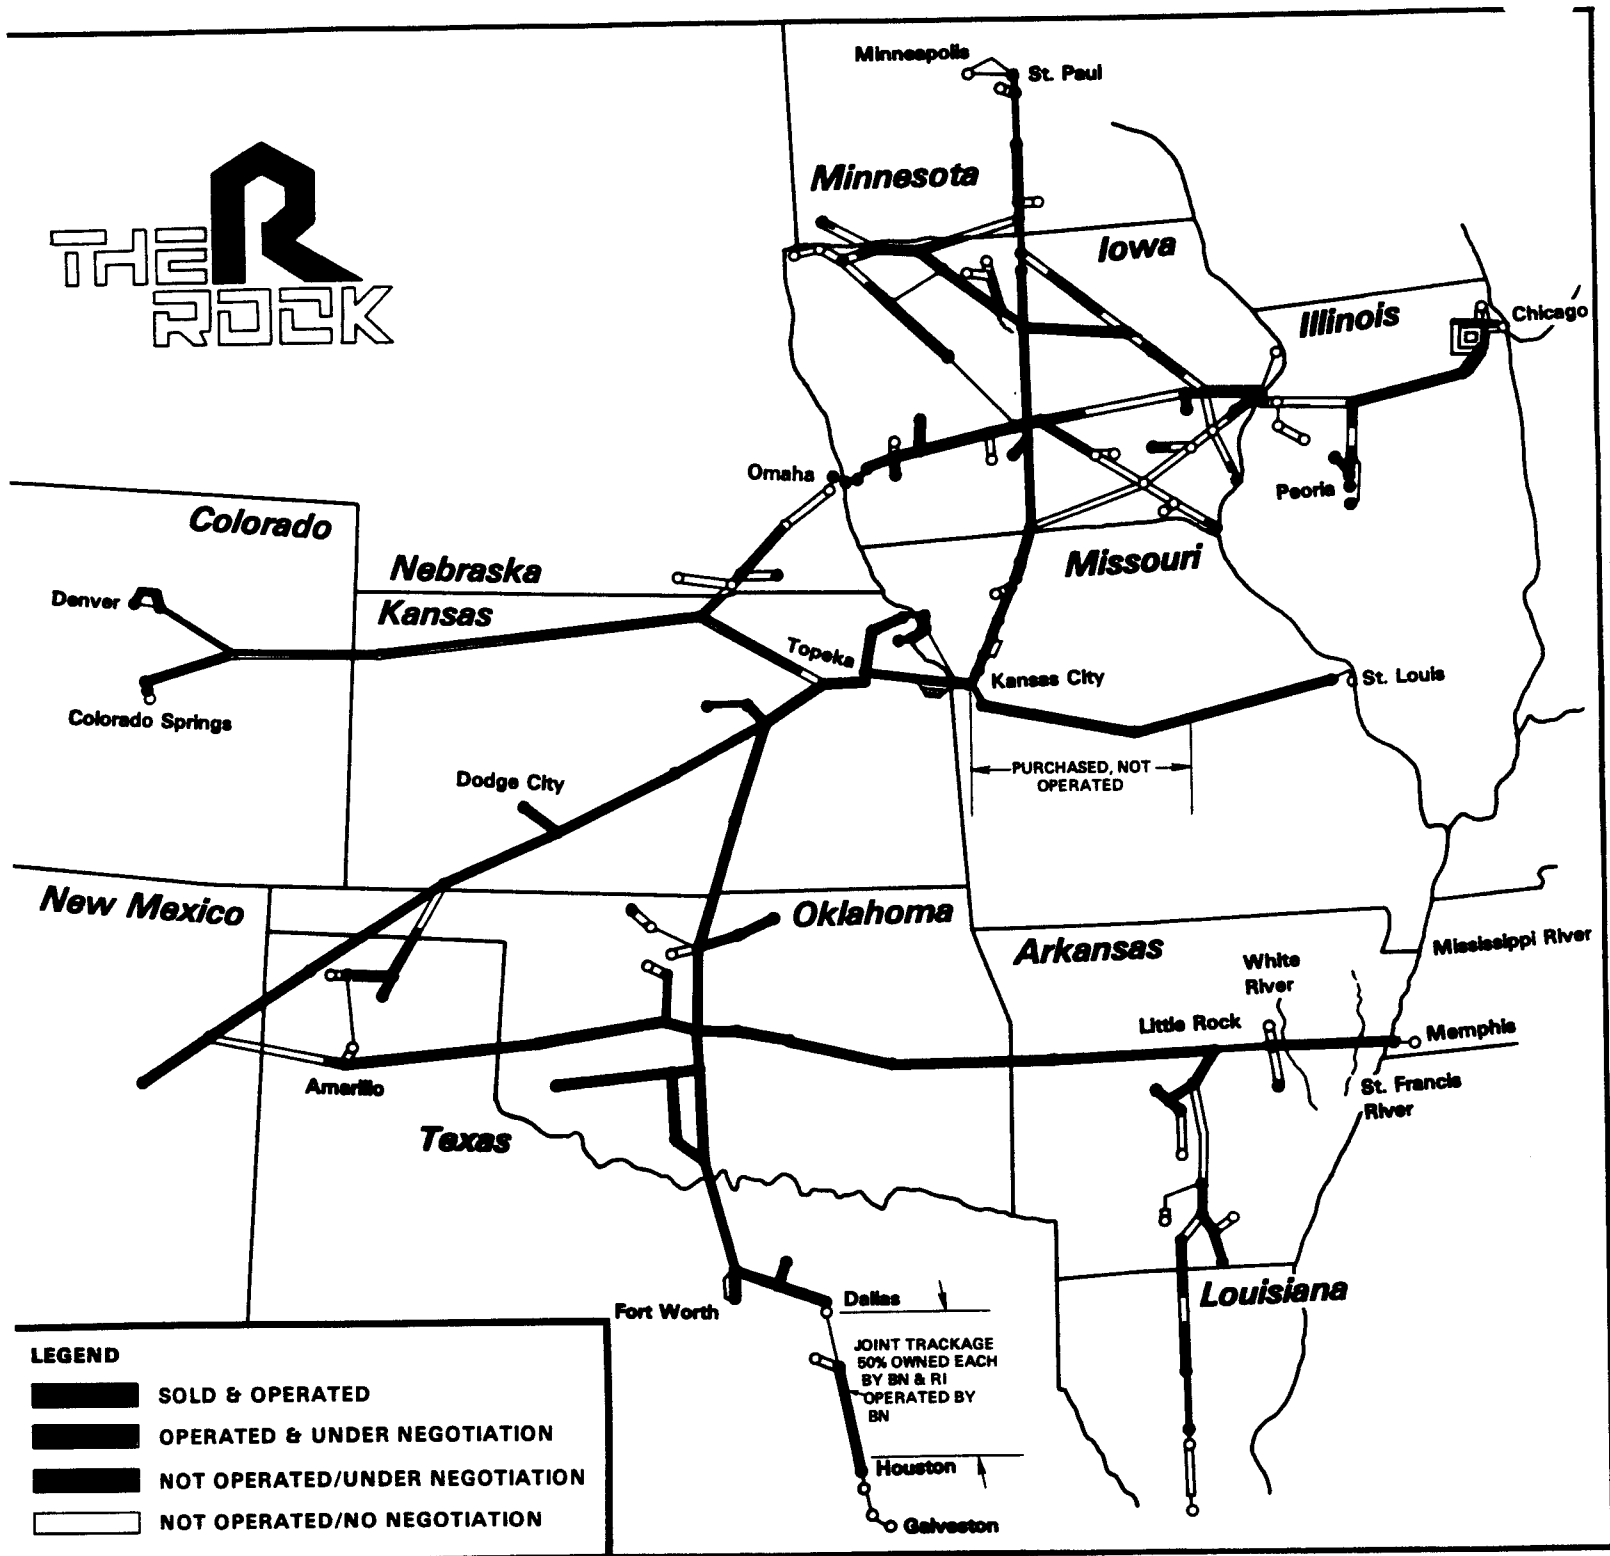 Minneapolis
St. Paul
Minnesota
THE R
ROCK
Iowa
Illinois
Chicago
Omaha
Peoria
Colorado
Nebraska
Missouri
Denver
Kansas
Topeka
Kansas City
St. Louis
Colorado Springs
PURCHASED, NOT
OPERATED
Dodge City
New Mexico
Oklahoma
Arkansas
Mississippi River
White
River
Little Rock
Memphis
Amarillo
St. Francis
River
Texas
Louisiana
Dallas
Fort Worth
JOINT TRACKAGE
50% OWNED EACH
BY BN & RI
OPERATED BY
BN
Houston
Galveston
LEGEND
SOLD & OPERATED
OPERATED & UNDER NEGOTIATION
NOT OPERATED/UNDER NEGOTIATION
NOT OPERATED/NO NEGOTIATION